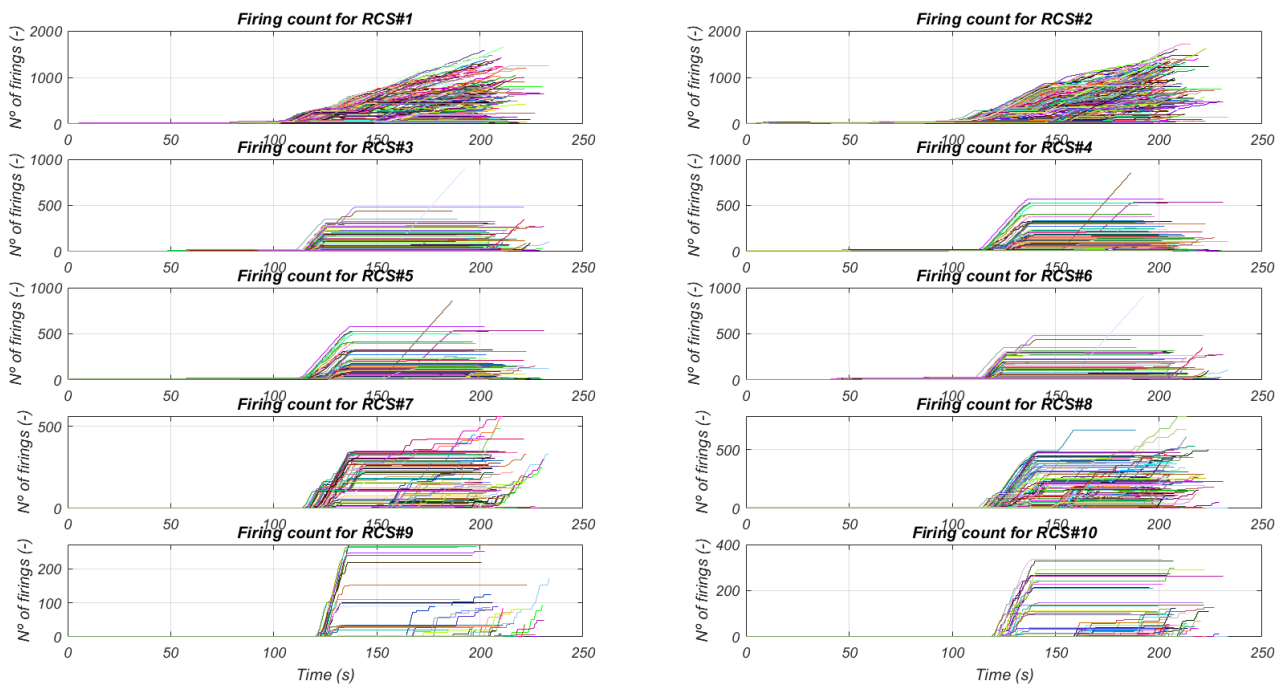 Firing count for RCS#1
Nº of firings (-)
2000
1000
0
0 50 100 150 200 250
Firing count for RCS#2
Nº of firings (-)
2000
1000
0
0 50 100 150 200 250
Firing count for RCS#3
Nº of firings (-)
1000
500
0
0 50 100 150 200 250
Firing count for RCS#4
Nº of firings (-)
1000
500
0
0 50 100 150 200 250
Firing count for RCS#5
Nº of firings (-)
1000
500
0
0 50 100 150 200 250
Firing count for RCS#6
Nº of firings (-)
1000
500
0
0 50 100 150 200 250
Firing count for RCS#7
Nº of firings (-)
500
0
0 50 100 150 200 250
Firing count for RCS#8
Nº of firings (-)
500
0
0 50 100 150 200 250
Firing count for RCS#9
Nº of firings (-)
200
100
0
0 50 100 150 200 250
Time (s)
Firing count for RCS#10
Nº of firings (-)
400
200
0
0 50 100 150 200 250
Time (s)